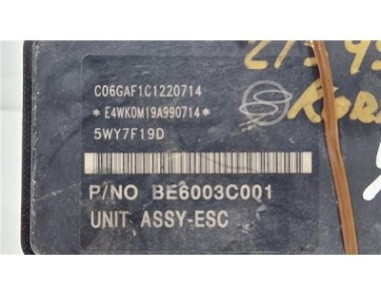 C06GAF1C1220714
*E4WK0M19A990714*
5WY7F19D
P/NO BE6003C001
UNIT ASSY-ESC